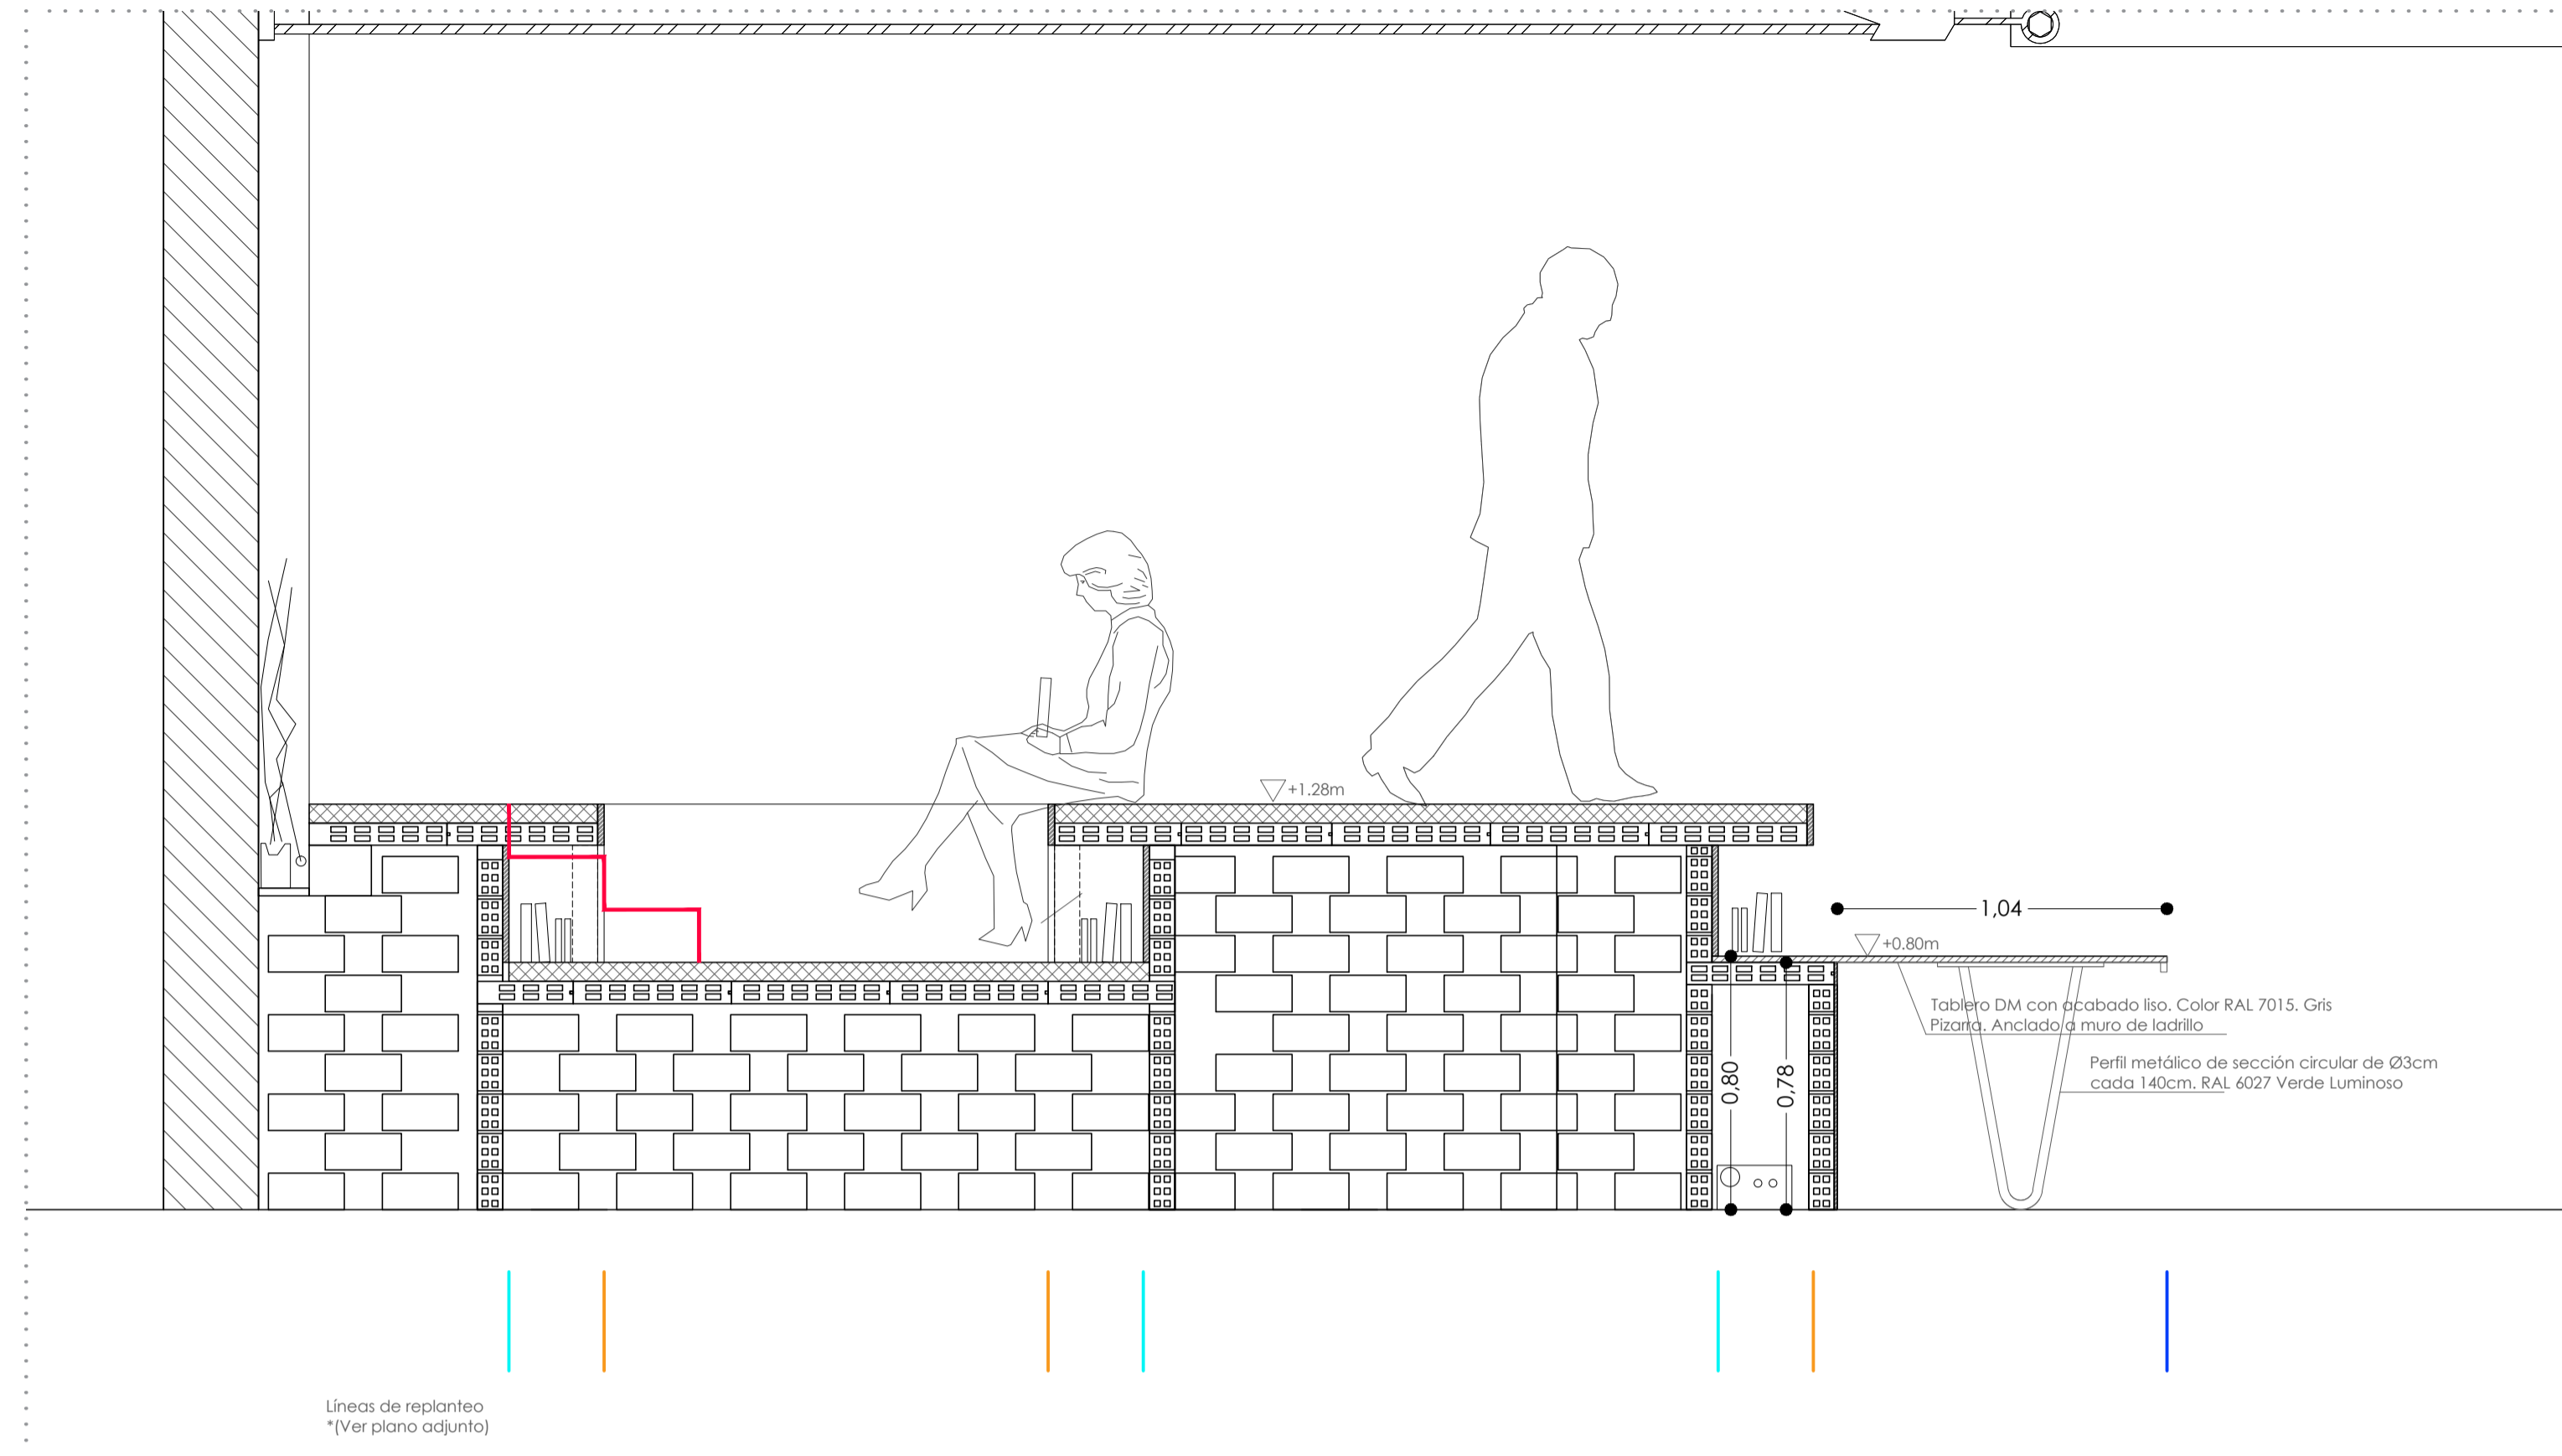 +1.28m
1,04
+0.80m
Tablero DM con acabado liso. Color RAL 7015. Gris
Pizarra. Anclado a muro de ladrillo
0,80
0,78
Perfil metálico de sección circular de Ø3cm
cada 140cm. RAL 6027 Verde Luminoso
Líneas de replanteo
*(Ver plano adjunto)